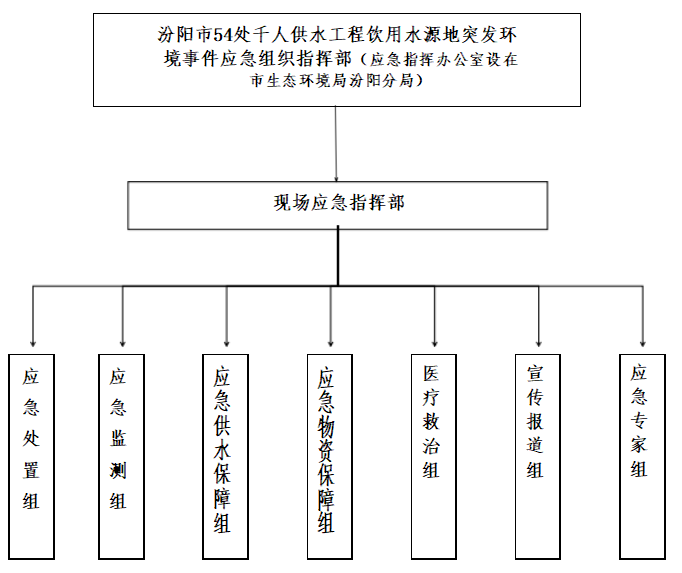 汾阳市54处千人供水工程饮用水源地突发环
境事件应急组织指挥部（应急指挥办公室设在
市生态环境局汾阳分局）
现场应急指挥部
应急处置组
应急监测组
应急供水保障组
应急物资保障组
医疗救治组
宣传报道组
应急专家组